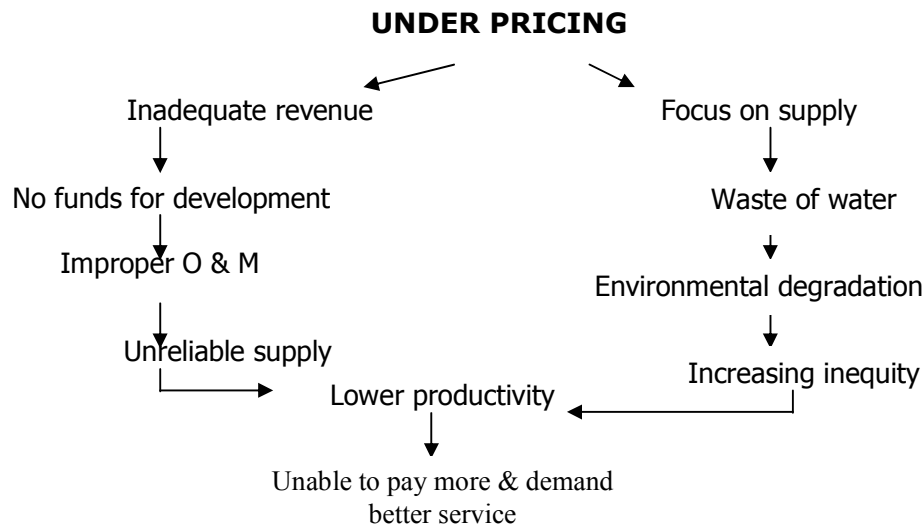 UNDER PRICING
Inadequate revenue
Focus on supply
No funds for development
Waste of water
Improper O & M
Environmental degradation
Unreliable supply
Increasing inequity
Lower productivity
Unable to pay more & demand
better service